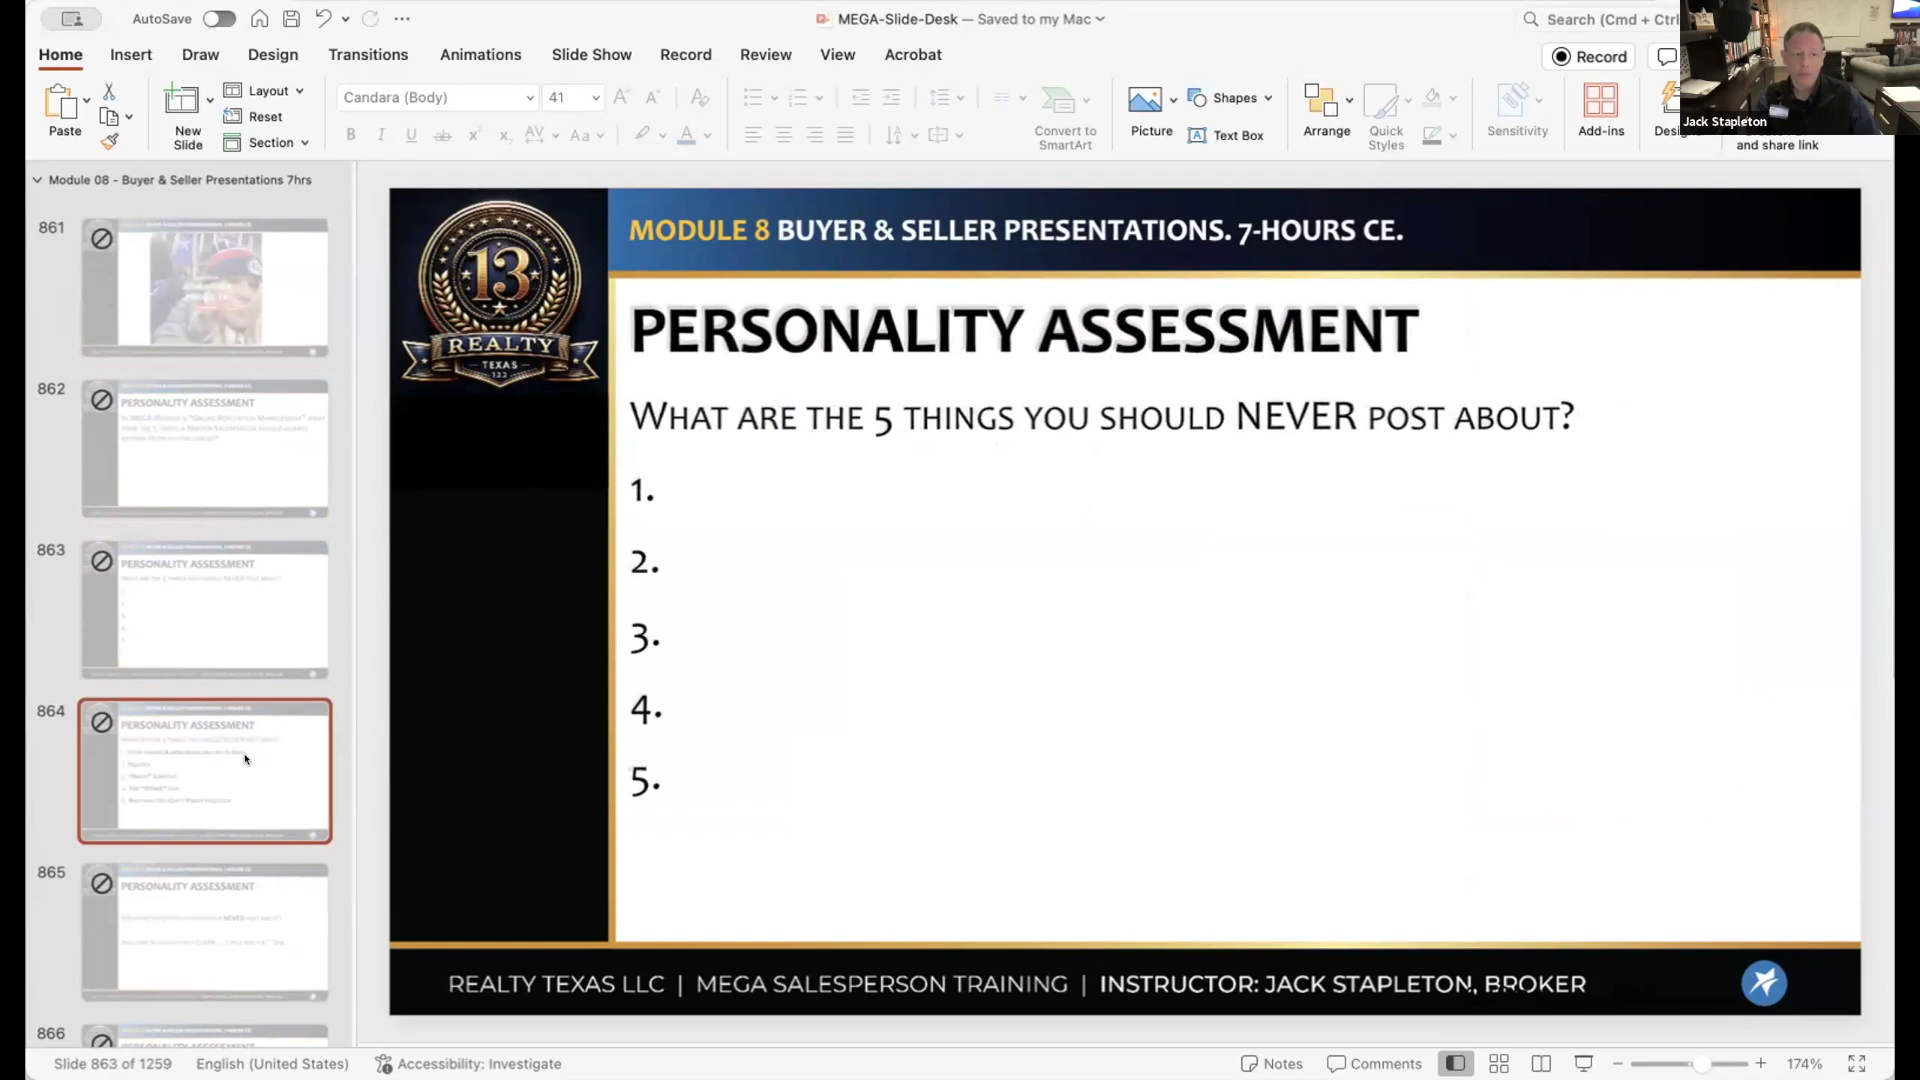 AutoSave
MEGA-Slide-Desk — Saved to my Mac
Search (Cmd + Ctrl
Home Insert Draw Design Transitions Animations Slide Show Record Review View Acrobat
Record
Paste
New
Slide
Layout
Reset
Section
Candara (Body)
41
Convert to
SmartArt
Picture
Shapes
Text Box
Arrange
Quick
Styles
Sensitivity
Add-ins
and share link
Jack Stapleton
Module 08 - Buyer & Seller Presentations 7hrs
861
862
PERSONALITY ASSESSMENT
863
PERSONALITY ASSESSMENT
864
PERSONALITY ASSESSMENT
865
PERSONALITY ASSESSMENT
866
13
REALTY
TEXAS
MODULE 8 BUYER & SELLER PRESENTATIONS. 7-HOURS CE.
PERSONALITY ASSESSMENT
WHAT ARE THE 5 THINGS YOU SHOULD NEVER POST ABOUT?
1.
2.
3.
4.
5.
REALTY TEXAS LLC | MEGA SALESPERSON TRAINING | INSTRUCTOR: JACK STAPLETON, BROKER
Slide 863 of 1259
English (United States)
Accessibility: Investigate
Notes
Comments
174%